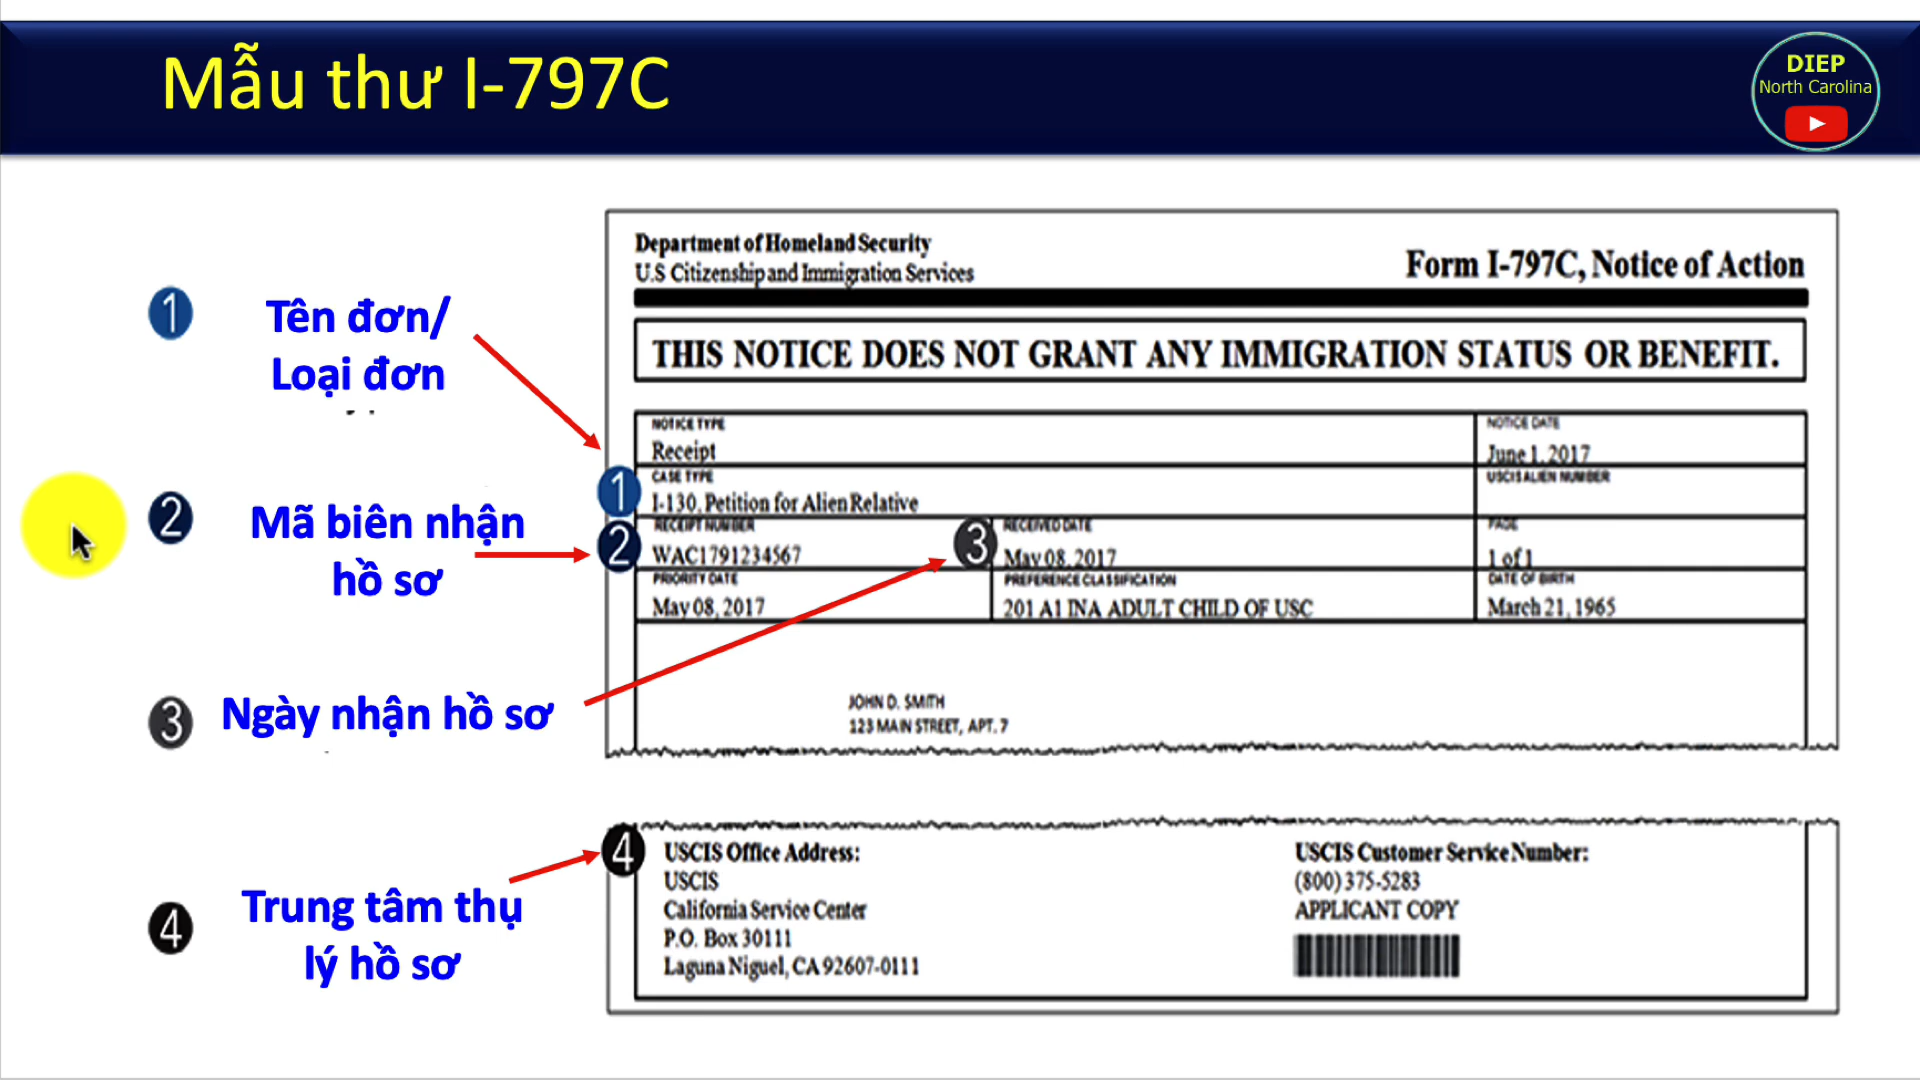 Mẫu thư I-797C
DIEP
North Carolina
1 Tên đơn/
Loại đơn
2 Mã biên nhận
hồ sơ
3 Ngày nhận hồ sơ
4 Trung tâm thụ
lý hồ sơ
Department of Homeland Security
U.S Citizenship and Immigration Services
Form I-797C, Notice of Action
THIS NOTICE DOES NOT GRANT ANY IMMIGRATION STATUS OR BENEFIT.
NOTICE TYPE
Receipt
NOTICE DATE
June 1, 2017
1 CASE TYPE
I-130, Petition for Alien Relative
USCIS ALIEN NUMBER
2 RECEIPT NUMBER
WAC1791234567
3 RECEIVED DATE
May 08, 2017
PAGE
1 of 1
PRIORITY DATE
May 08, 2017
PREFERENCE CLASSIFICATION
201 A1 INA ADULT CHILD OF USC
DATE OF BIRTH
March 21, 1965
JOHN D. SMITH
123 MAIN STREET, APT. 7
4 USCIS Office Address:
USCIS
California Service Center
P.O. Box 30111
Laguna Niguel, CA 92607-0111
USCIS Customer Service Number:
(800) 375-5283
APPLICANT COPY